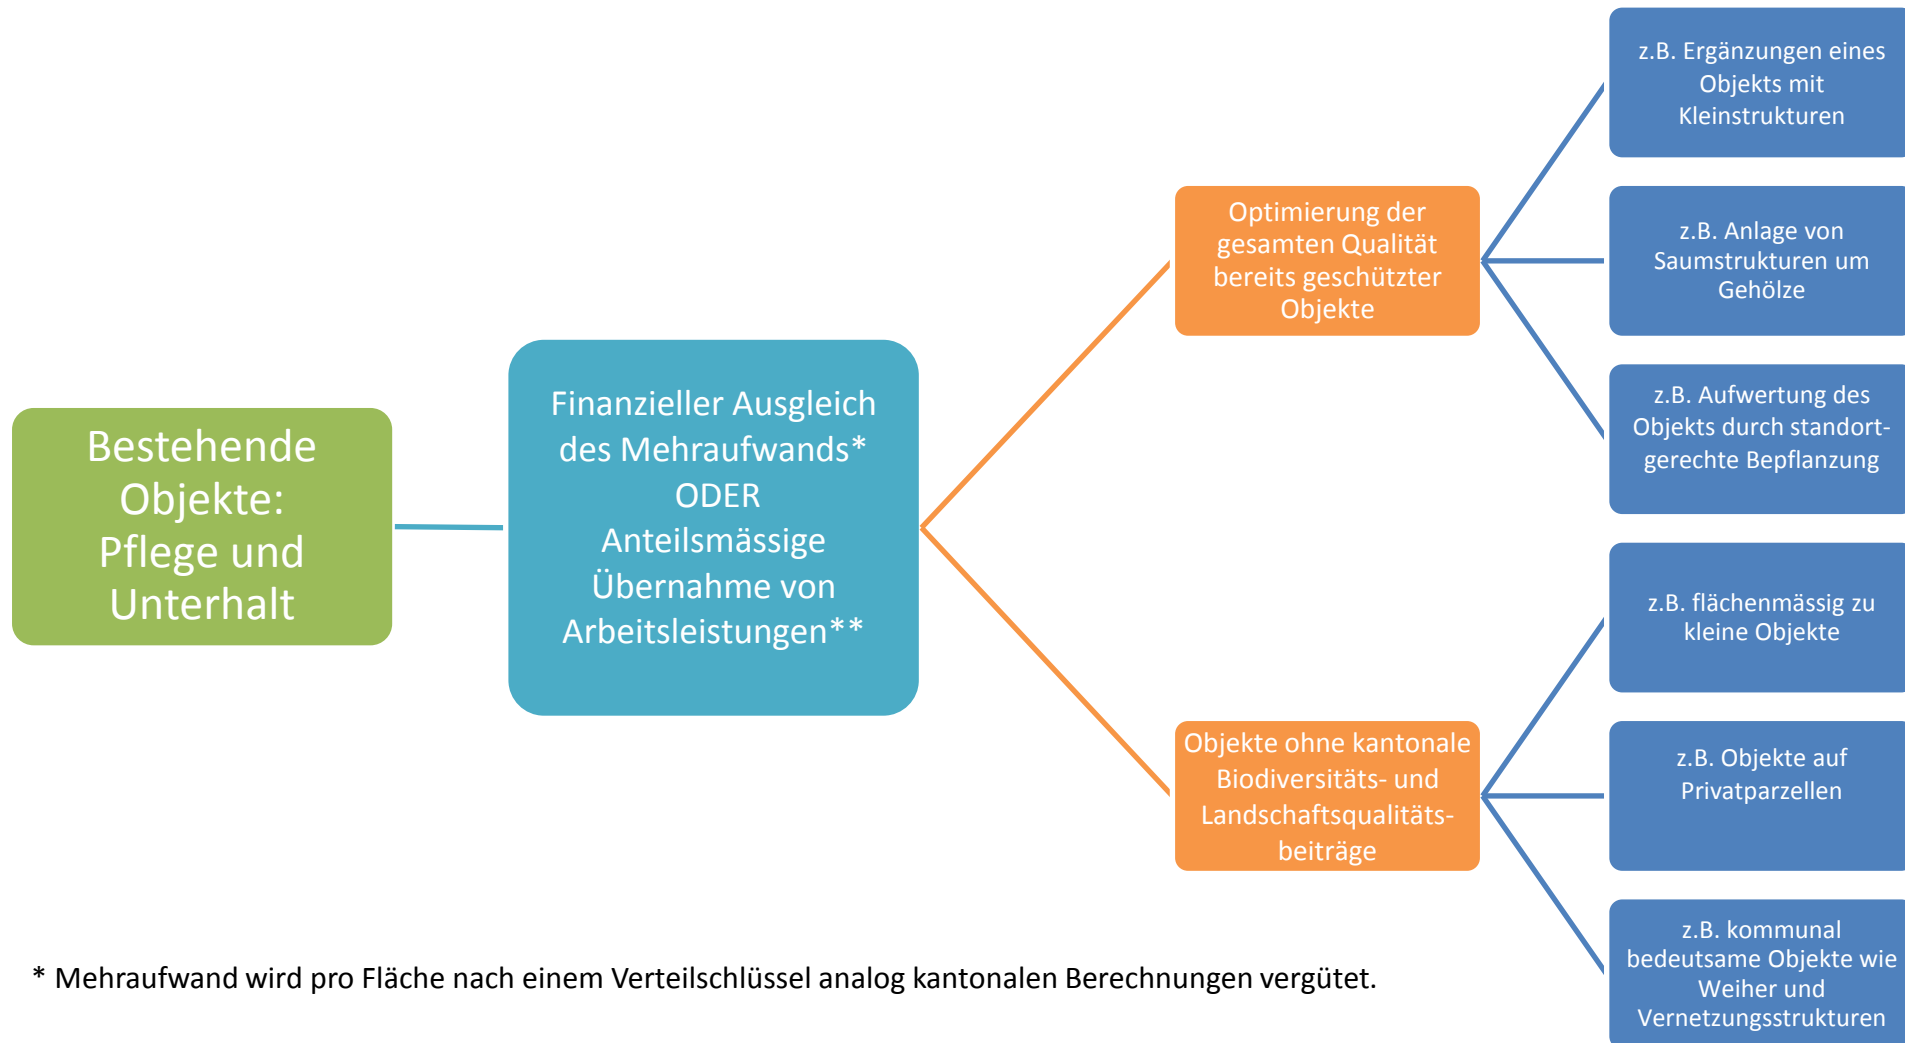 Bestehende
Objekte:
Pflege und
Unterhalt
Finanzieller Ausgleich
des Mehraufwands*
ODER
Anteilsmässige
Übernahme von
Arbeitsleistungen**
Optimierung der
gesamten Qualität
bereits geschützter
Objekte
z.B. Ergänzungen eines
Objekts mit
Kleinstrukturen
z.B. Anlage von
Saumstrukturen um
Gehölze
z.B. Aufwertung des
Objekts durch standort-
gerechte Bepflanzung
Objekte ohne kantonale
Biodiversitäts- und
Landschaftsqualitäts-
beiträge
z.B. flächenmässig zu
kleine Objekte
z.B. Objekte auf
Privatparzellen
z.B. kommunal
bedeutsame Objekte wie
Weiher und
Vernetzungsstrukturen
* Mehraufwand wird pro Fläche nach einem Verteilschlüssel analog kantonalen Berechnungen vergütet.